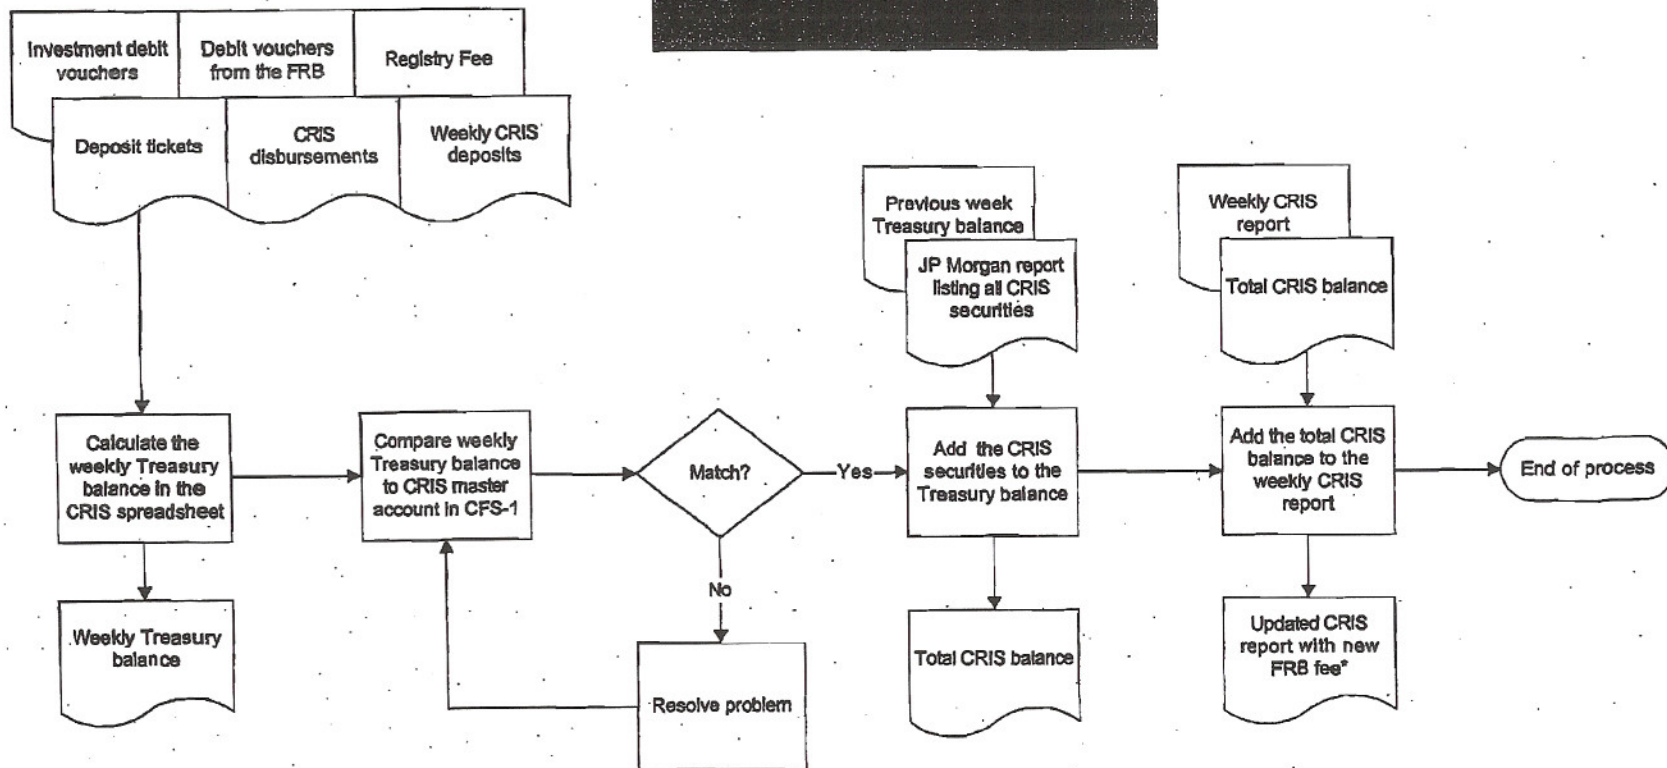 Investment debit
vouchers
Debit vouchers
from the FRB
Registry Fee
Deposit tickets
CRIS
disbursements
Weekly CRIS
deposits
Previous week
Treasury balance
JP Morgan report
listing all CRIS
securities
Weekly CRIS
report
Total CRIS balance
Calculate the
weekly Treasury
balance in the
CRIS spreadsheet
Compare weekly
Treasury balance
to CRIS master
account in CFS-1
Match?
Yes
Add the CRIS
securities to the
Treasury balance
Add the total CRIS
balance to the
weekly CRIS
report
End of process
No
Weekly Treasury
balance
Resolve problem
Total CRIS balance
Updated CRIS
report with new
FRB fee*